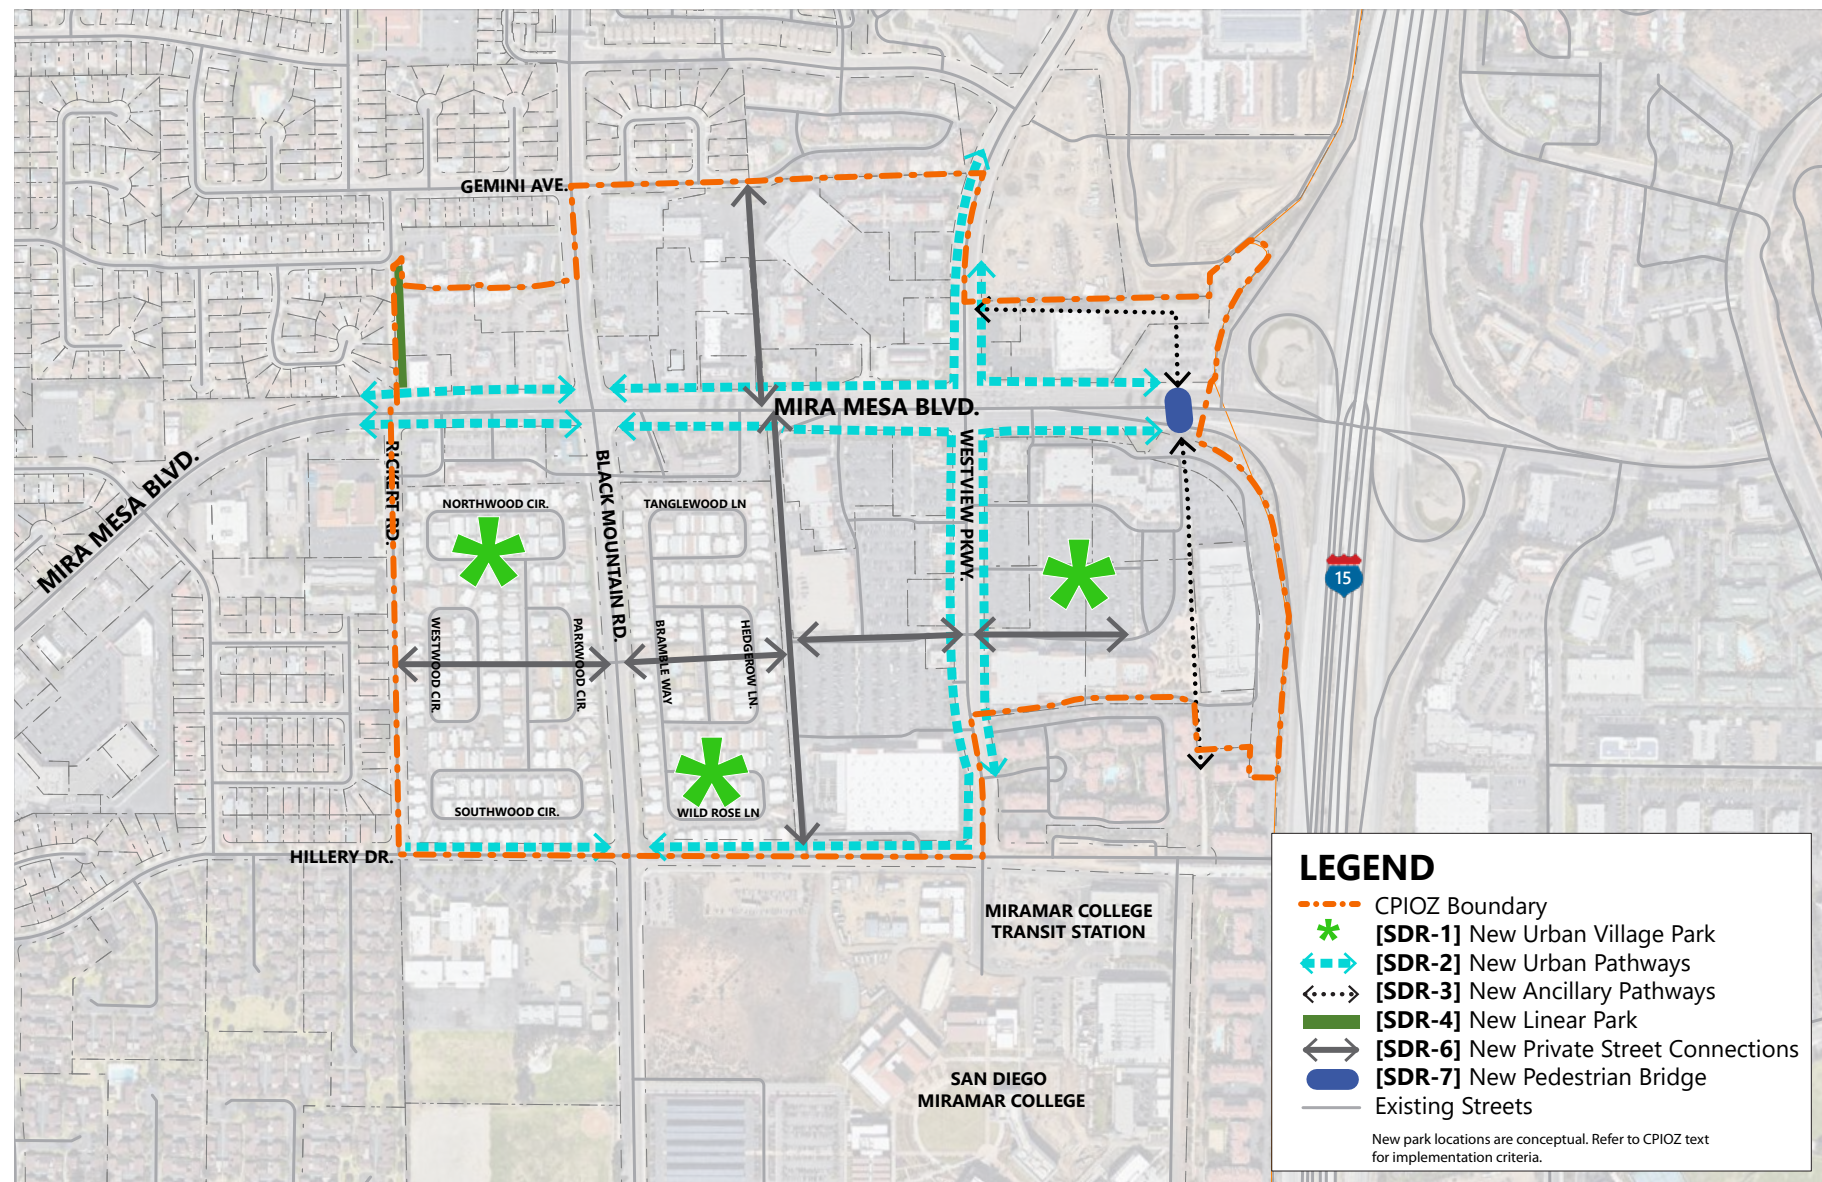 GEMINI AVE.
MIRA MESA BLVD.
MIRA MESA BLVD.
RICKERT RD.
BLACK MOUNTAIN RD.
WESTVIEW PKWY.
NORTHWOOD CIR.
TANGLEWOOD LN
15
WESTWOOD CIR.
PARKWOOD CIR.
BRAMBLE WAY
HEDGEROW LN.
SOUTHWOOD CIR.
WILD ROSE LN
HILLERY DR.
MIRAMAR COLLEGE
TRANSIT STATION
SAN DIEGO
MIRAMAR COLLEGE
LEGEND
CPIOZ Boundary
[SDR-1] New Urban Village Park
[SDR-2] New Urban Pathways
[SDR-3] New Ancillary Pathways
[SDR-4] New Linear Park
[SDR-6] New Private Street Connections
[SDR-7] New Pedestrian Bridge
Existing Streets
New park locations are conceptual. Refer to CPIOZ text
for implementation criteria.